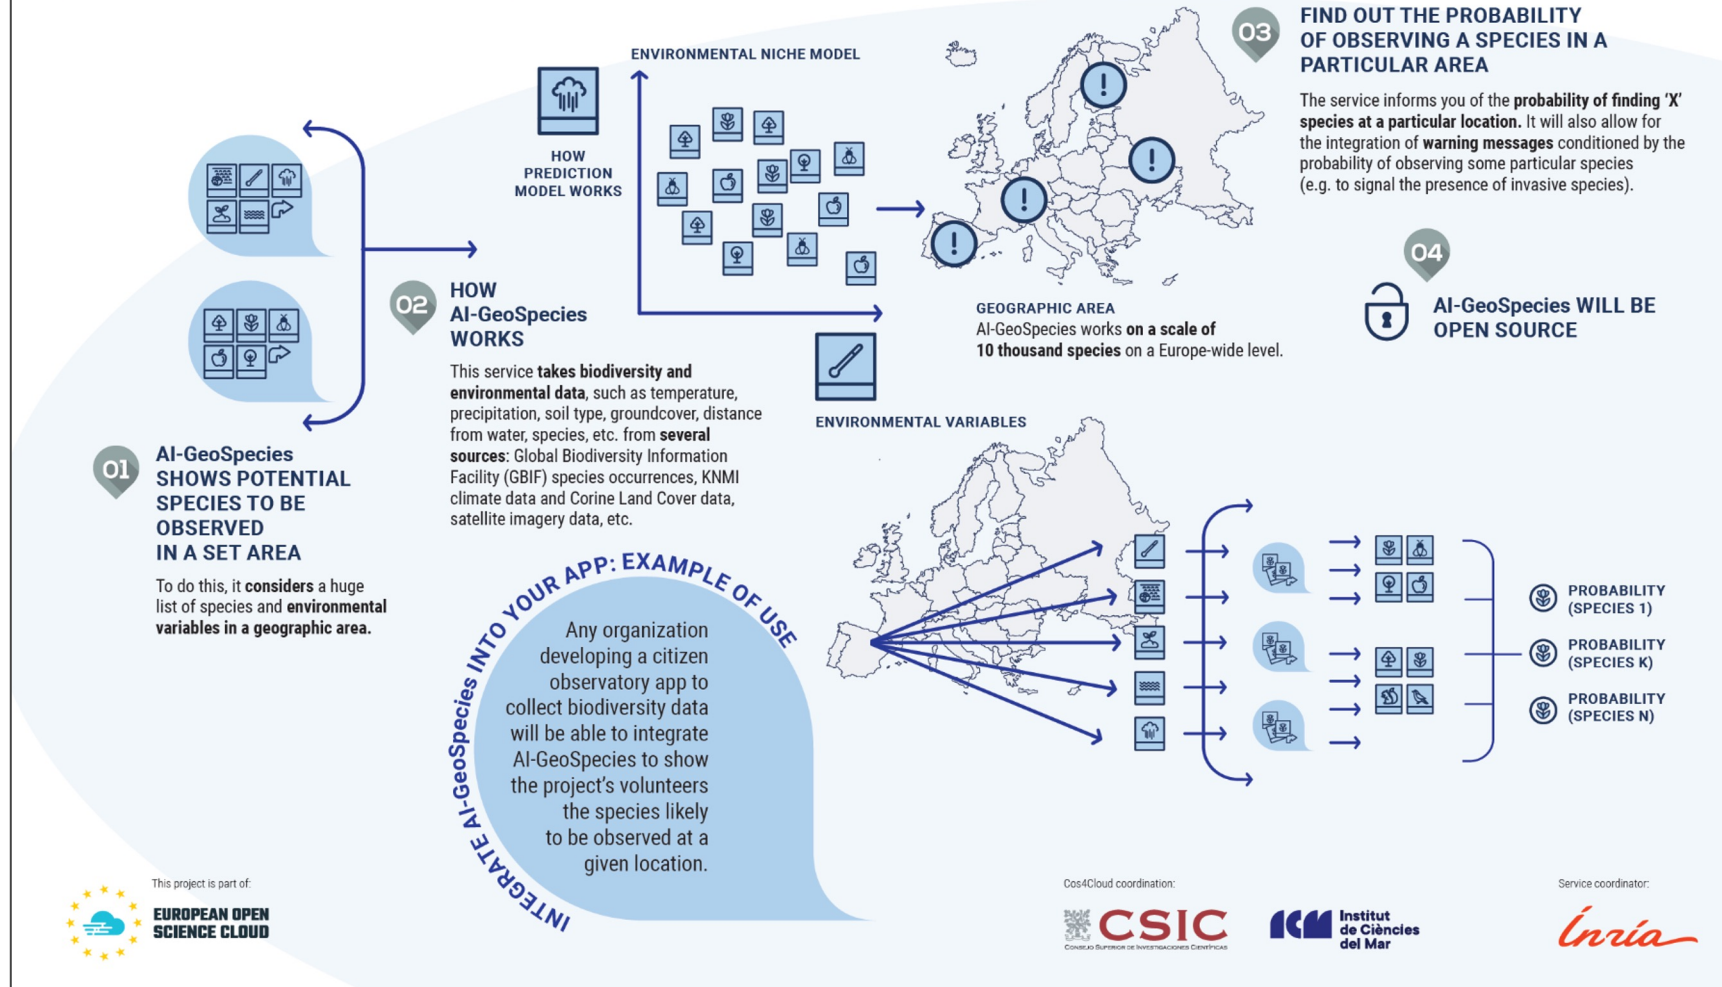 ENVIRONMENTAL NICHE MODEL
HOW
PREDICTION
MODEL WORKS
03
FIND OUT THE PROBABILITY
OF OBSERVING A SPECIES IN A
PARTICULAR AREA
The service informs you of the probability of finding ‘X’
species at a particular location. It will also allow for
the integration of warning messages conditioned by the
probability of observing some particular species
(e.g. to signal the presence of invasive species).
!
!
!
!
04
AI-GeoSpecies WILL BE
OPEN SOURCE
02
HOW
AI-GeoSpecies
WORKS
This service takes biodiversity and
environmental data, such as temperature,
precipitation, soil type, groundcover, distance
from water, species, etc. from several
sources: Global Biodiversity Information
Facility (GBIF) species occurrences, KNMI
climate data and Corine Land Cover data,
satellite imagery data, etc.
GEOGRAPHIC AREA
AI-GeoSpecies works on a scale of
10 thousand species on a Europe-wide level.
ENVIRONMENTAL VARIABLES
01
AI-GeoSpecies
SHOWS POTENTIAL
SPECIES TO BE
OBSERVED
IN A SET AREA
To do this, it considers a huge
list of species and environmental
variables in a geographic area.
INTEGRATE AI-GeoSpecies INTO YOUR APP: EXAMPLE OF USE
Any organization
developing a citizen
observatory app to
collect biodiversity data
will be able to integrate
AI-GeoSpecies to show
the project’s volunteers
the species likely
to be observed at a
given location.
PROBABILITY
(SPECIES 1)
PROBABILITY
(SPECIES K)
PROBABILITY
(SPECIES N)
This project is part of:
EUROPEAN OPEN
SCIENCE CLOUD
Cos4Cloud coordination:
CSIC
CONSEJO SUPERIOR DE INVESTIGACIONES CIENTÍFICAS
ICM
Institut
de Ciències
del Mar
Service coordinator:
Inria